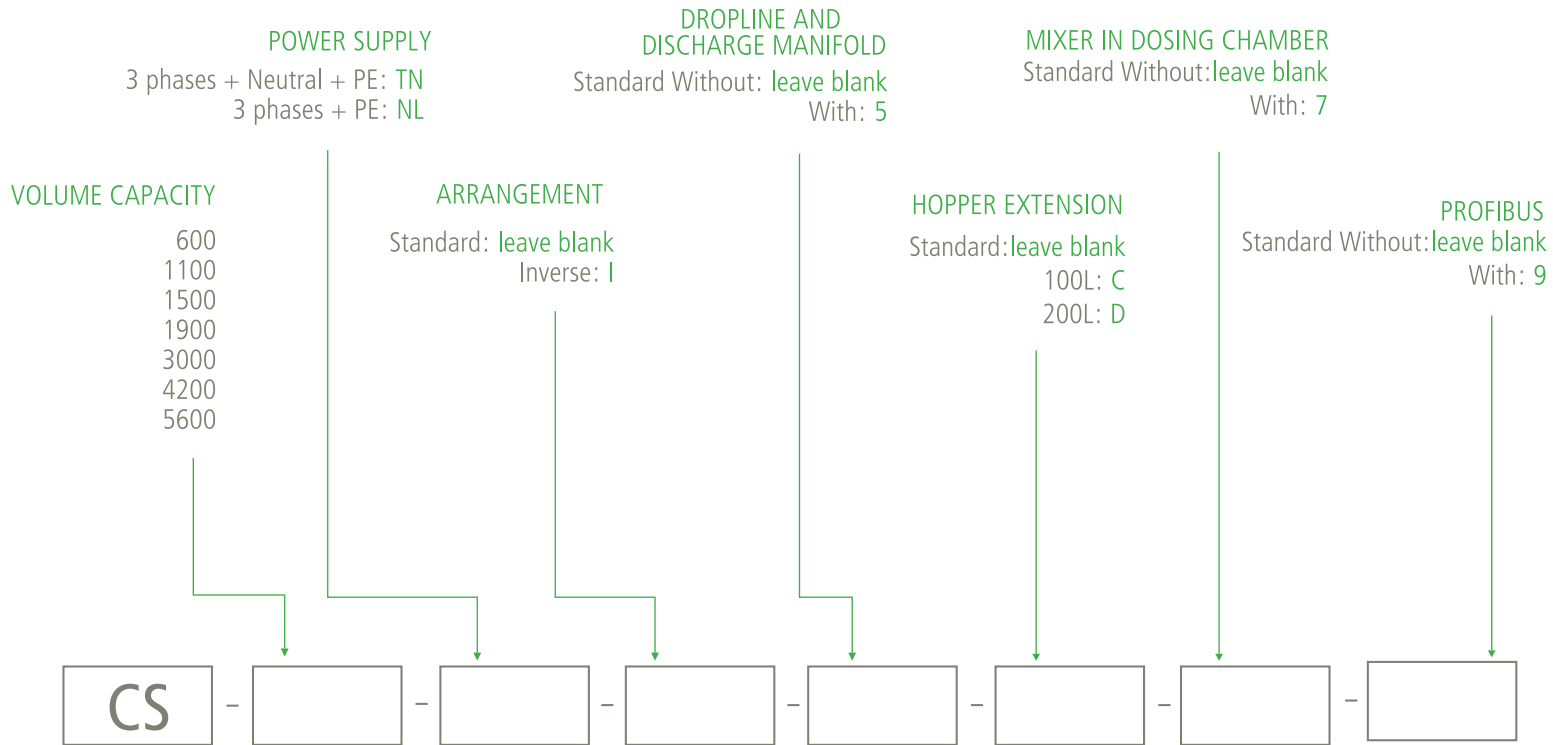 POWER SUPPLY
3 phases + Neutral + PE: TN
3 phases + PE: NL
DROPLINE AND
DISCHARGE MANIFOLD
Standard Without: leave blank
With: 5
MIXER IN DOSING CHAMBER
Standard Without:leave blank
With: 7
VOLUME CAPACITY
600
1100
1500
1900
3000
4200
5600
ARRANGEMENT
Standard: leave blank
Inverse: I
HOPPER EXTENSION
Standard:leave blank
100L: C
200L: D
PROFIBUS
Standard Without:leave blank
With: 9
CS - - - - - - -